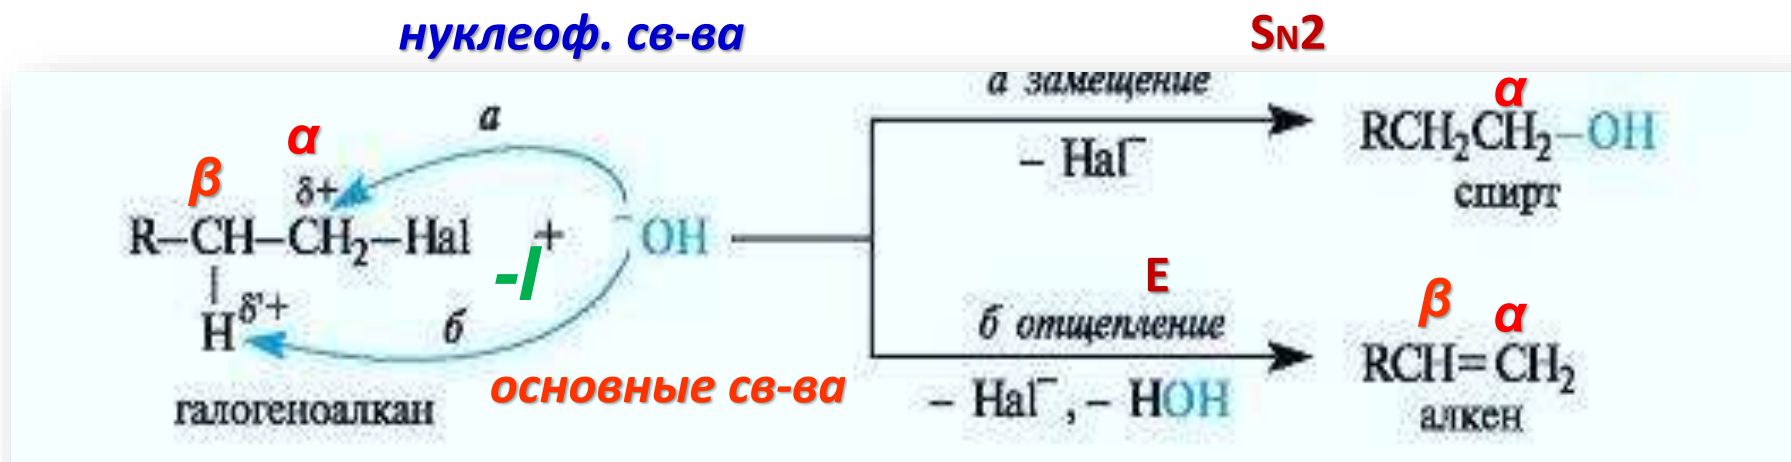 нуклеоф. св-ва
SN2
а замещение
α
− Hal⁻
RCH₂CH₂−OH
спирт
а
α
β
δ+
R−CH−CH₂−Hal + ⁻OH
-I
H δ'+
б
галогеноалкан
основные св-ва
E
б отщепление
− Hal⁻, − HOH
β α
RCH=CH₂
алкен